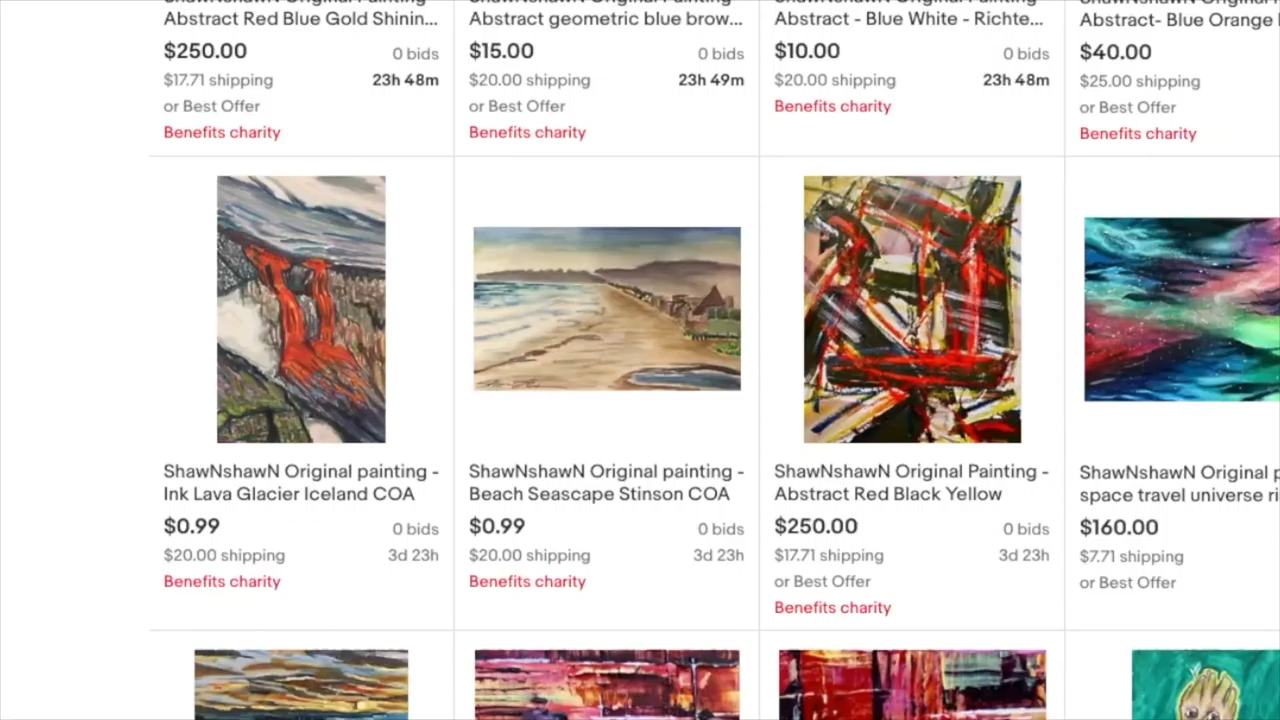 Abstract Red Blue Gold Shinin...
$250.00 0 bids
$17.71 shipping 23h 48m
or Best Offer
Benefits charity
Abstract geometric blue brow...
$15.00 0 bids
$20.00 shipping 23h 49m
or Best Offer
Benefits charity
Abstract - Blue White - Richte...
$10.00 0 bids
$20.00 shipping 23h 48m
Benefits charity
Abstract- Blue Orange
$40.00
$25.00 shipping
or Best Offer
Benefits charity
ShawNshawN Original painting -
Ink Lava Glacier Iceland COA
$0.99 0 bids
$20.00 shipping 3d 23h
Benefits charity
ShawNshawN Original painting -
Beach Seascape Stinson COA
$0.99 0 bids
$20.00 shipping 3d 23h
Benefits charity
ShawNshawN Original Painting -
Abstract Red Black Yellow
$250.00 0 bids
$17.71 shipping 3d 23h
or Best Offer
Benefits charity
ShawNshawN Original p
space travel universe ri
$160.00
$7.71 shipping
or Best Offer